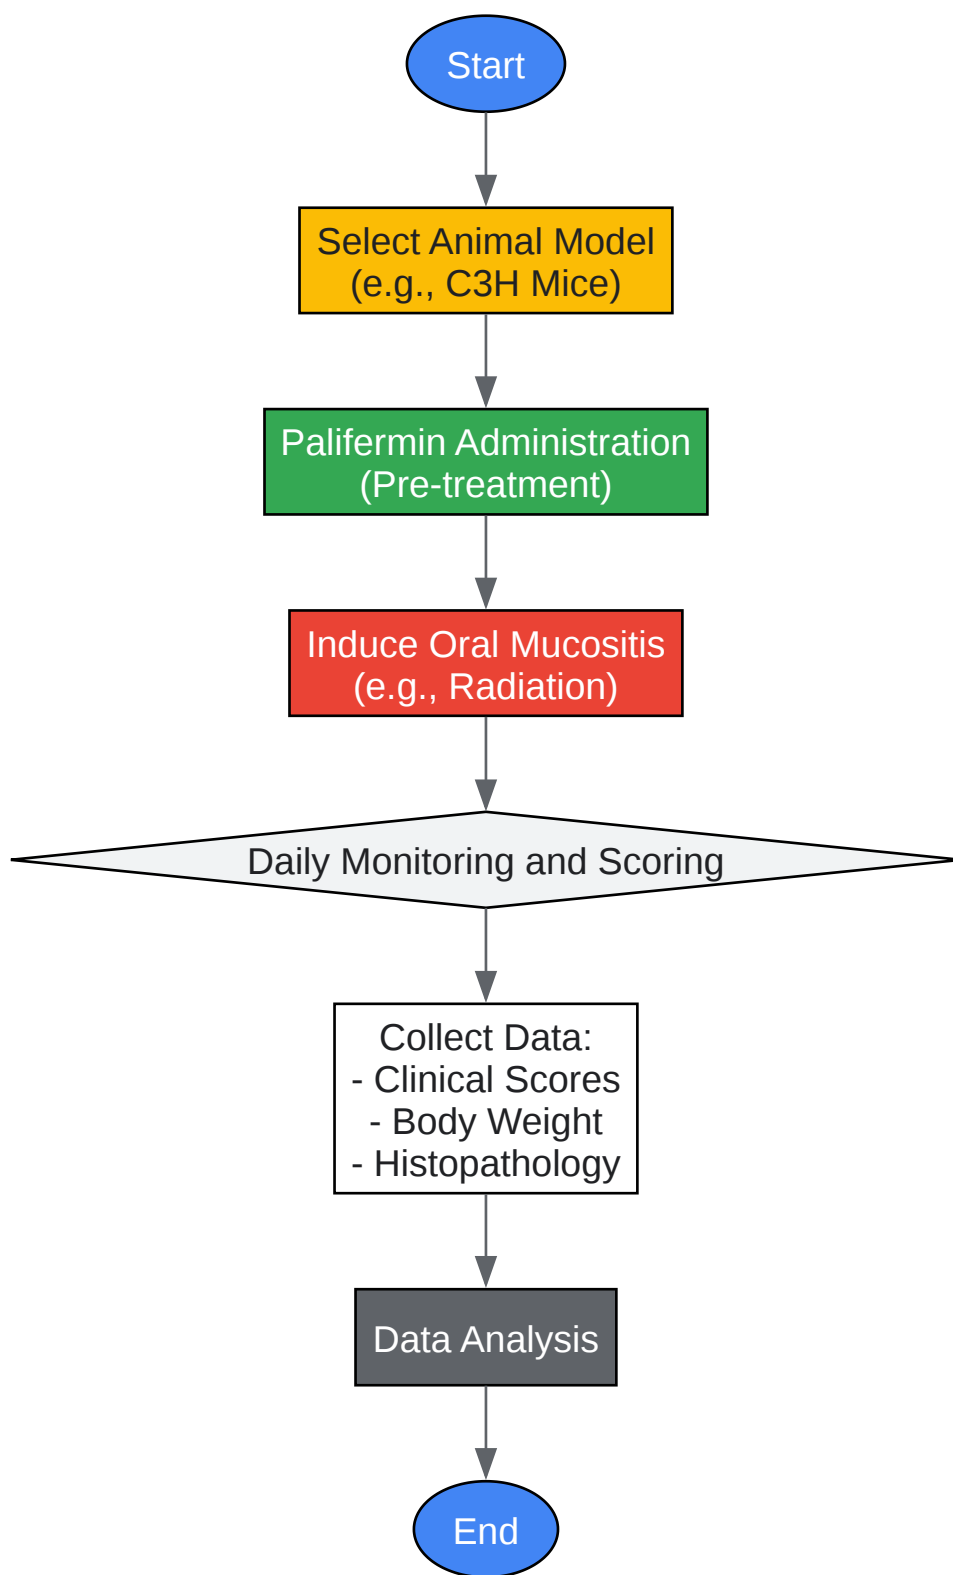 Start
Select Animal Model
(e.g., C3H Mice)
Palifermin Administration
(Pre-treatment)
Induce Oral Mucositis
(e.g., Radiation)
Daily Monitoring and Scoring
Collect Data:
- Clinical Scores
- Body Weight
- Histopathology
Data Analysis
End